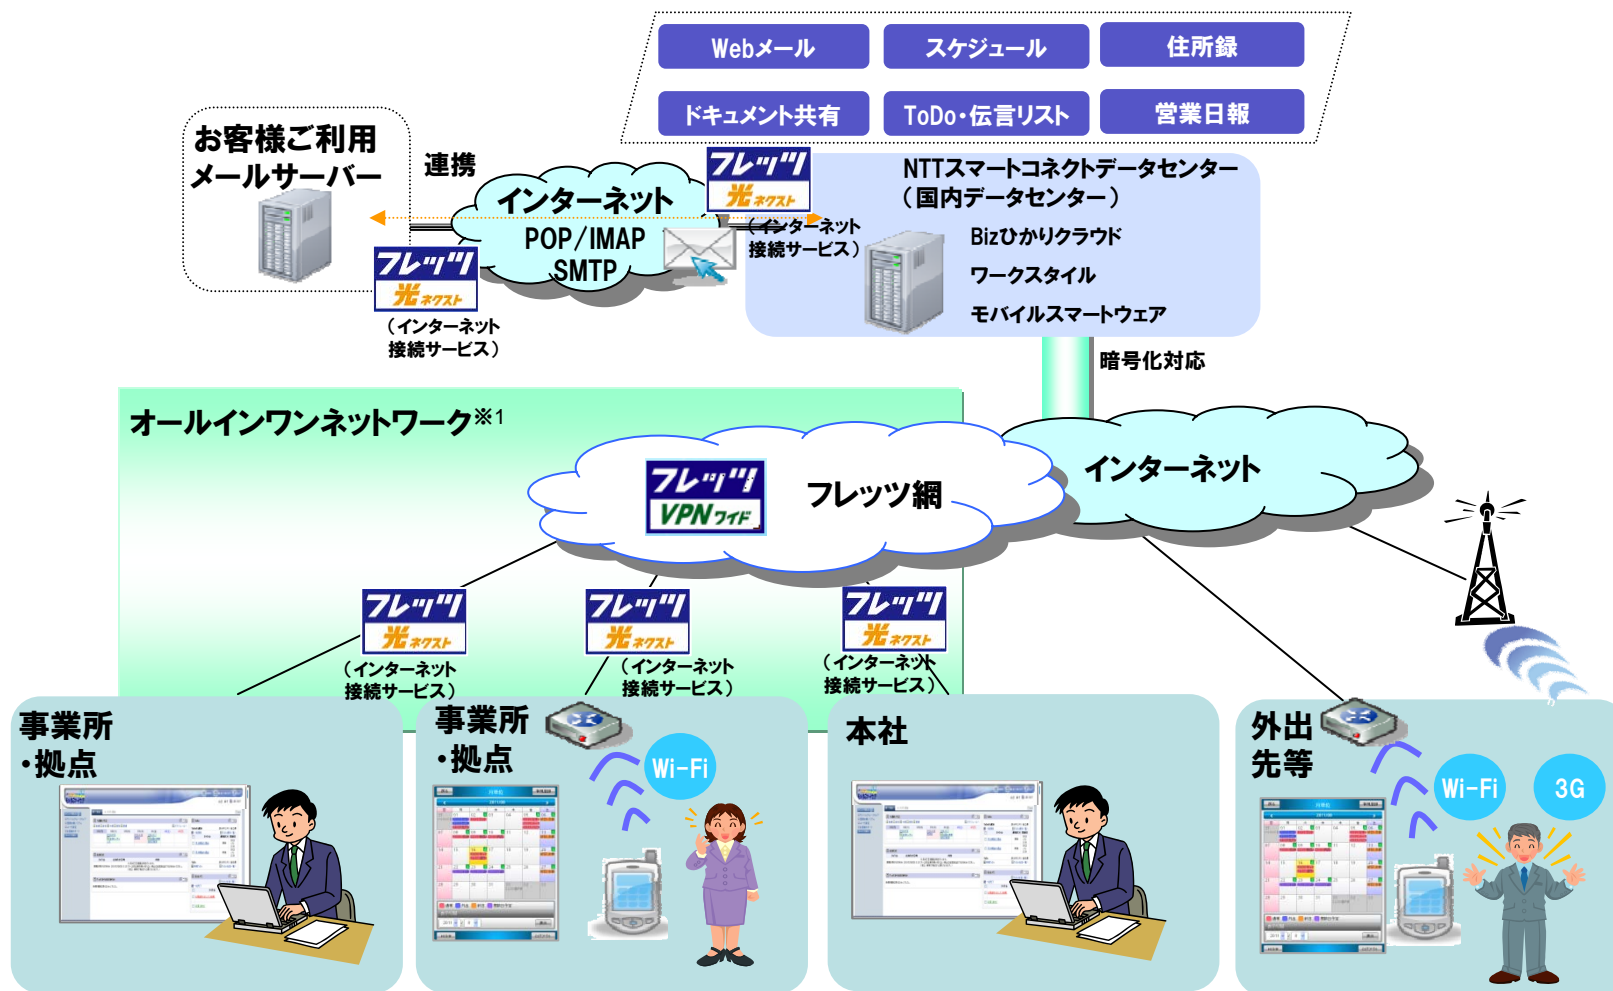 Webメール
スケジュール
住所録
ドキュメント共有
ToDo・伝言リスト
営業日報
お客様ご利用
メールサーバー
連携
インターネット
POP/IMAP
SMTP
フレッツ
光ネクスト
(インターネット
接続サービス)
フレッツ
光ネクスト
(インターネット
接続サービス)
NTTスマートコネクトデータセンター
(国内データセンター)
Bizひかりクラウド
ワークスタイル
モバイルスマートウェア
暗号化対応
オールインワンネットワーク※1
フレッツ
VPNワイド
フレッツ網
インターネット
フレッツ
光ネクスト
(インターネット
接続サービス)
フレッツ
光ネクスト
(インターネット
接続サービス)
フレッツ
光ネクスト
(インターネット
接続サービス)
事業所
・拠点
事業所
・拠点
Wi-Fi
本社
外出
先等
Wi-Fi
3G